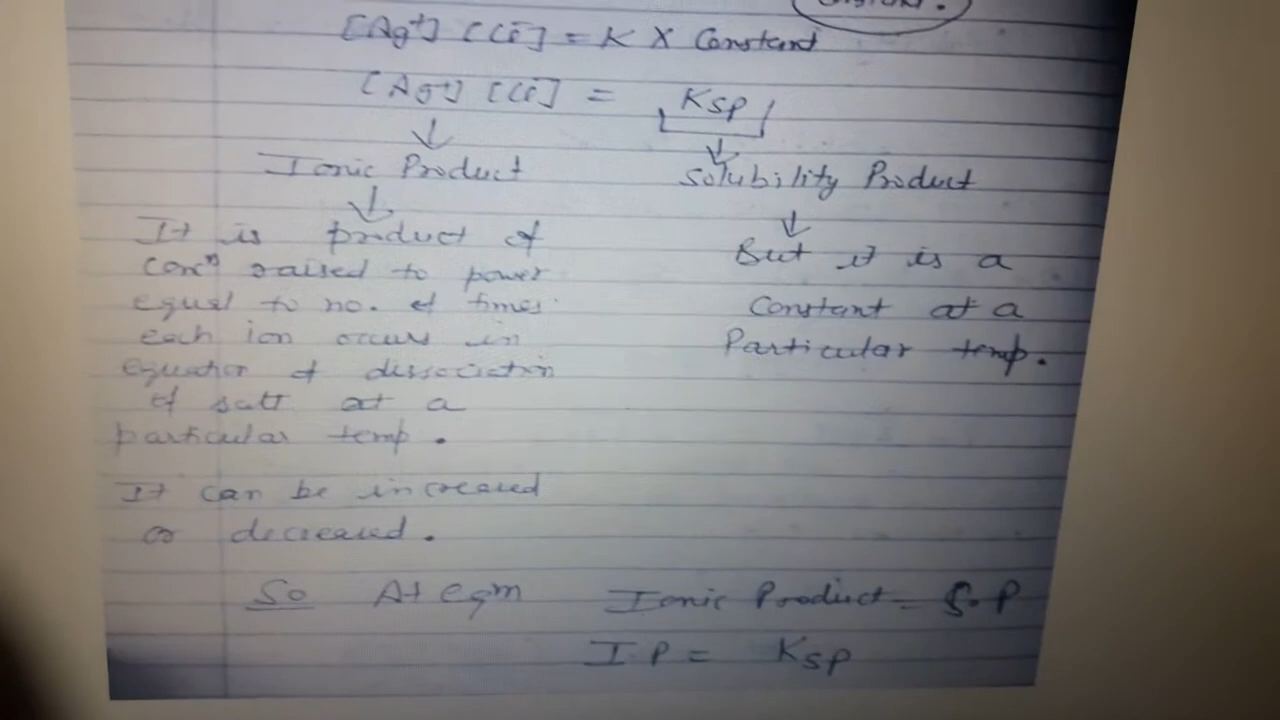 [Ag+] [Cl-] = K X Constant
[Ag+] [Cl-] = Ksp
Ionic Product
Solubility Product
It is product of
concn raised to power
equal to no. of times
each ion occurs in
equation of dissociation
of salt at a
particular temp.
It can be increased
or decreased.
But it is a
Constant at a
Particular temp.
So At eqm Ionic Product = S.P
IP = Ksp